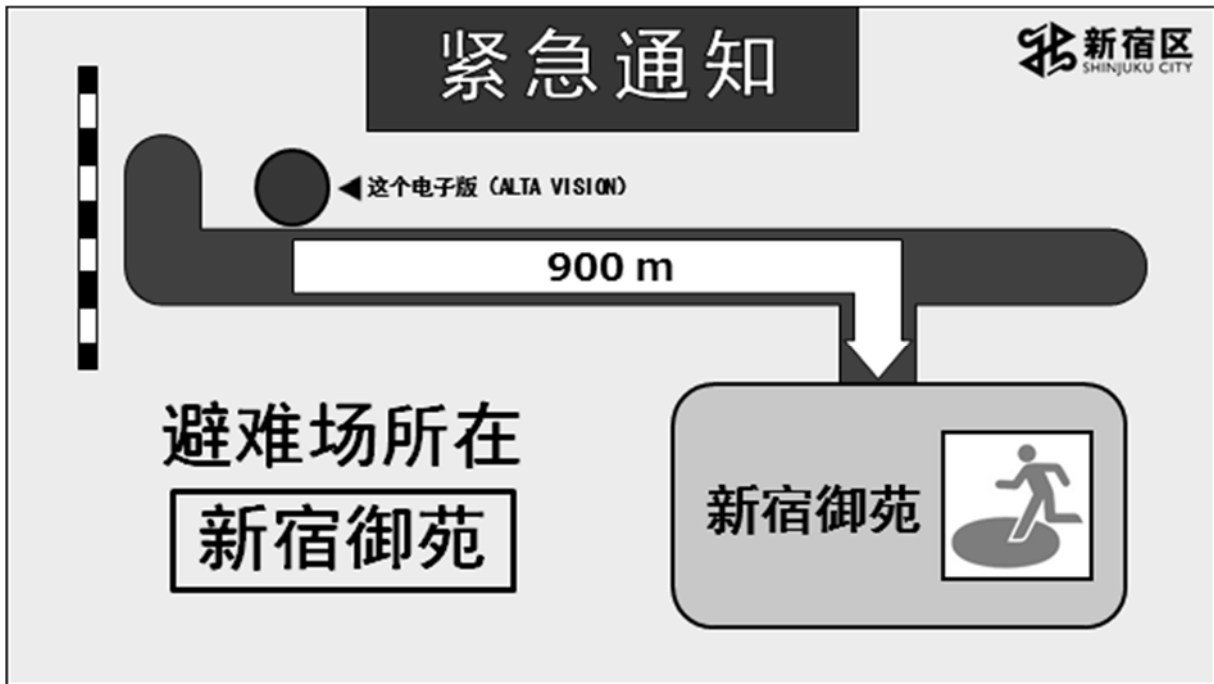 紧急通知
新宿区
SHINJUKU CITY
这个电子版（ALTA VISION）
900 m
避难场所在
新宿御苑
新宿御苑